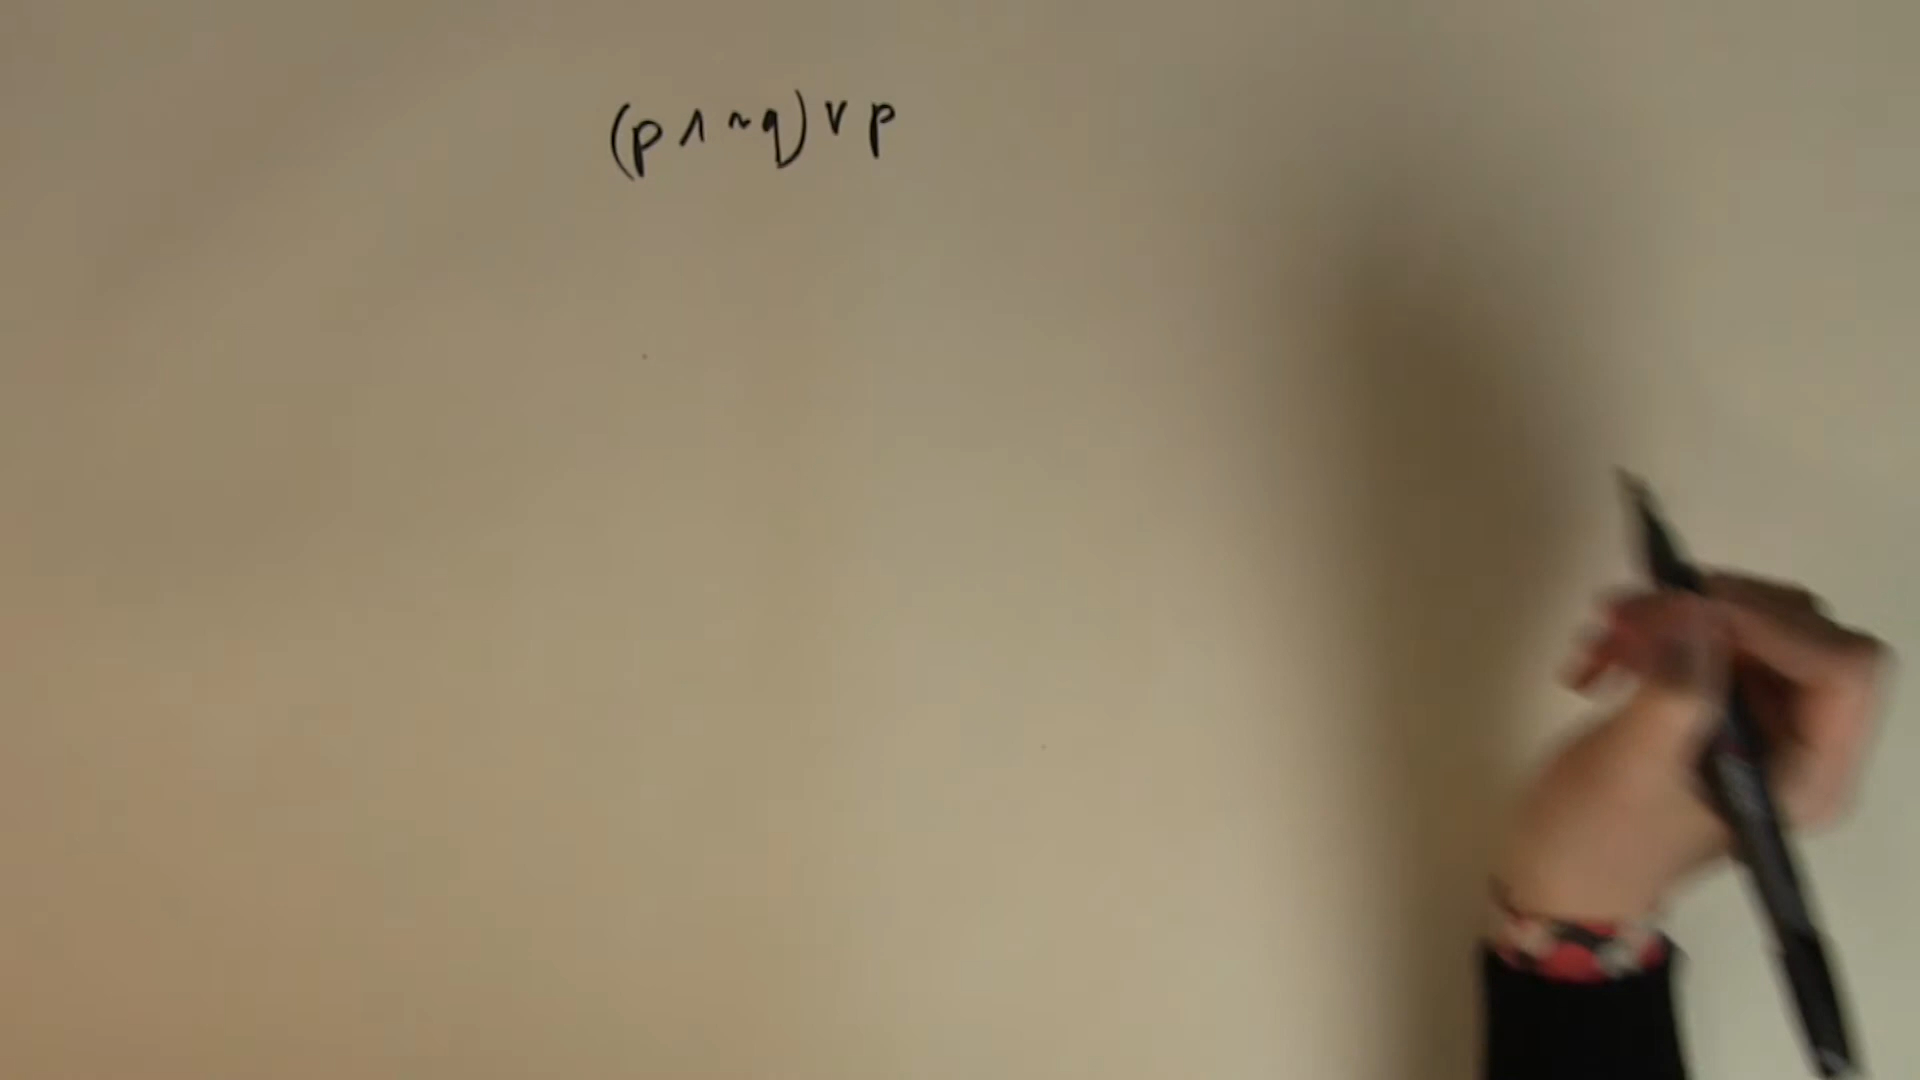 (p ∧ ~q) ∨ p